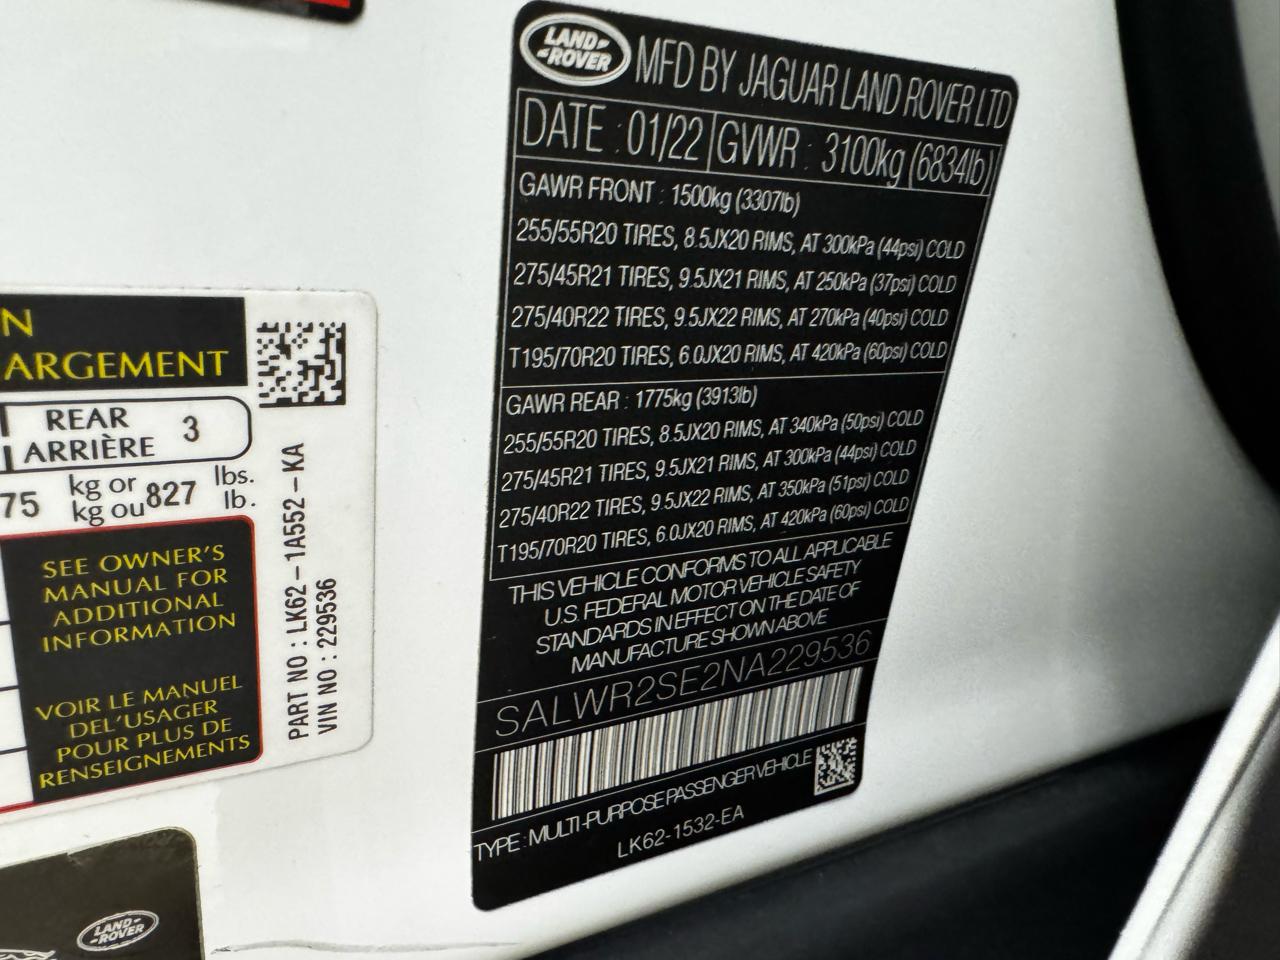 LAND-
-ROVER
MFD BY JAGUAR LAND ROVER LTD
DATE : 01/22 GVWR : 3100kg (6834lb)
GAWR FRONT : 1500kg (3307lb)
255/55R20 TIRES, 8.5JX20 RIMS, AT 300kPa (44psi) COLD
275/45R21 TIRES, 9.5JX21 RIMS, AT 250kPa (37psi) COLD
275/40R22 TIRES, 9.5JX22 RIMS, AT 270kPa (40psi) COLD
T195/70R20 TIRES, 6.0JX20 RIMS, AT 420kPa (60psi) COLD
GAWR REAR : 1775kg (3913lb)
255/55R20 TIRES, 8.5JX20 RIMS, AT 340kPa (50psi) COLD
275/45R21 TIRES, 9.5JX21 RIMS, AT 300kPa (44psi) COLD
275/40R22 TIRES, 9.5JX22 RIMS, AT 350kPa (51psi) COLD
T195/70R20 TIRES, 6.0JX20 RIMS, AT 420kPa (60psi) COLD
THIS VEHICLE CONFORMS TO ALL APPLICABLE
U.S. FEDERAL MOTOR VEHICLE SAFETY
STANDARDS IN EFFECT ON THE DATE OF
MANUFACTURE SHOWN ABOVE
SALWR2SE2NA229536
TYPE : MULTI-PURPOSE PASSENGER VEHICLE
LK62-1532-EA
N
ARGEMENT
REAR
ARRIÈRE 3
75 kg or 827 lbs.
kg ou lb.
SEE OWNER'S
MANUAL FOR
ADDITIONAL
INFORMATION
VOIR LE MANUEL
DEL'USAGER
POUR PLUS DE
RENSEIGNEMENTS
PART NO : LK62-1A552-KA
VIN NO : 229536
LAND-
-ROVER